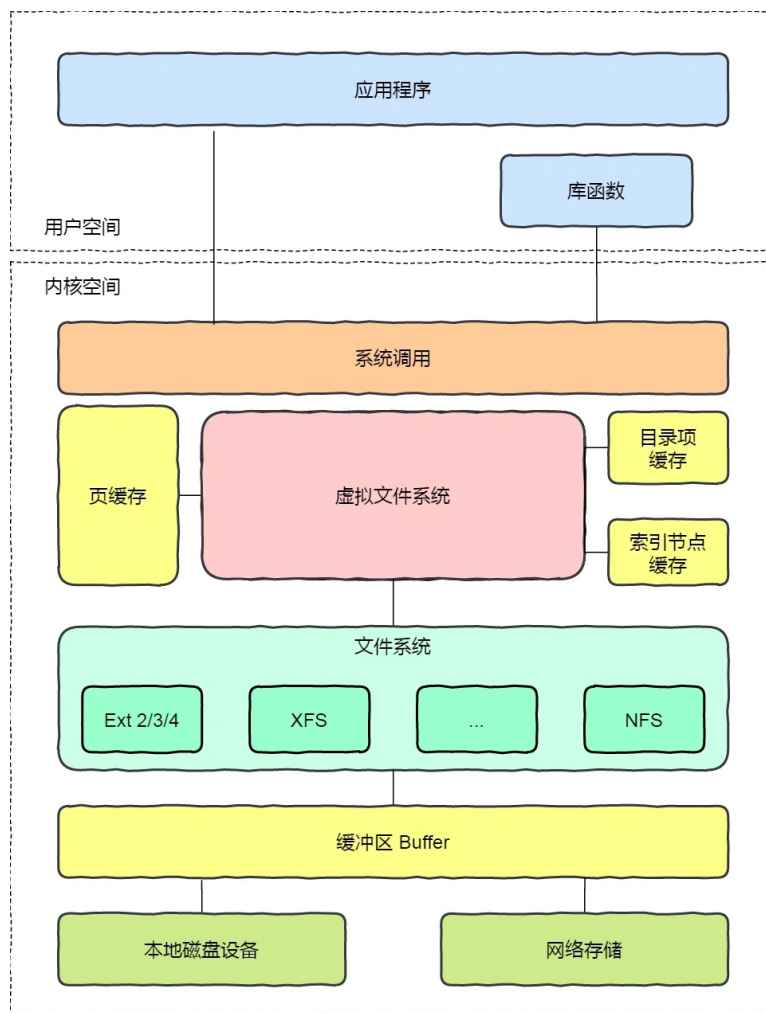 应用程序
库函数
用户空间
内核空间
系统调用
页缓存
虚拟文件系统
目录项
缓存
索引节点
缓存
文件系统
Ext 2/3/4
XFS
...
NFS
缓冲区 Buffer
本地磁盘设备
网络存储